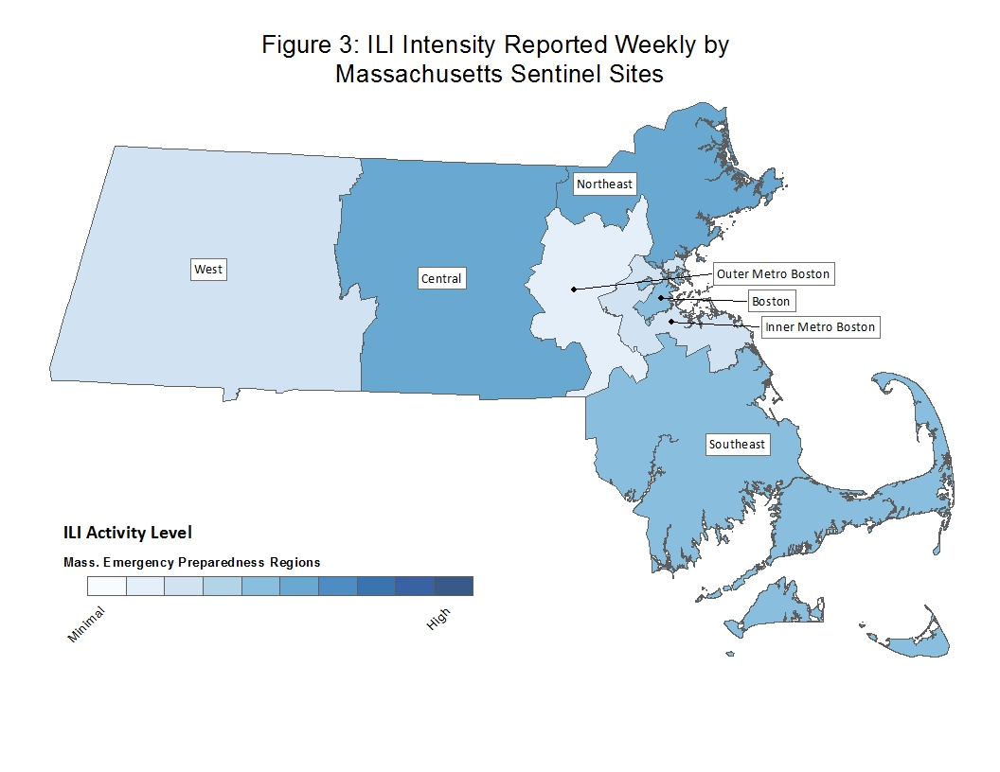 Figure 3: ILI Intensity Reported Weekly by
Massachusetts Sentinel Sites
Northeast
West
Central
Outer Metro Boston
Boston
Inner Metro Boston
Southeast
ILI Activity Level
Mass. Emergency Preparedness Regions
Minimal
High